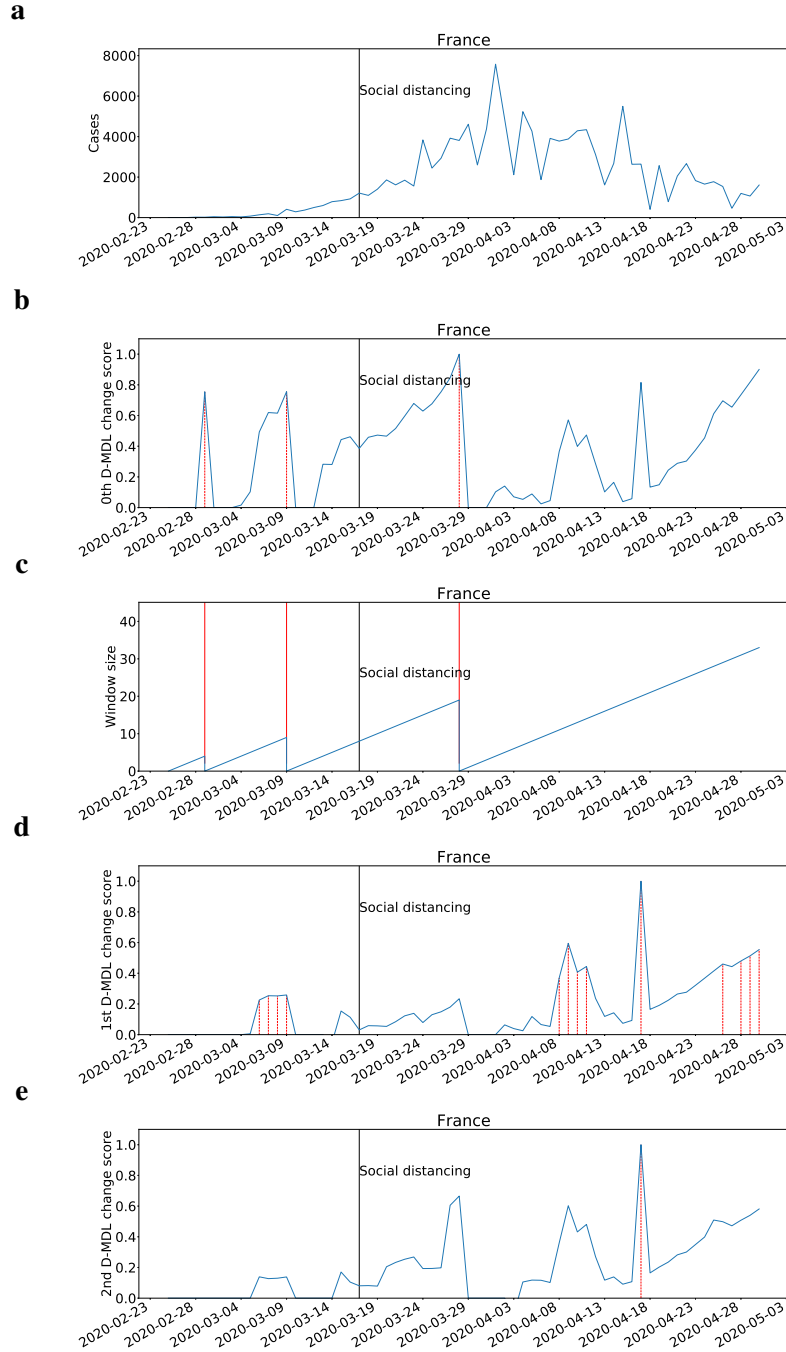 a
France
8000
6000
4000
2000
0
Cases
Social distancing
2020-02-23 2020-02-28 2020-03-04 2020-03-09 2020-03-14 2020-03-19 2020-03-24 2020-03-29 2020-04-03 2020-04-08 2020-04-13 2020-04-18 2020-04-23 2020-04-28 2020-05-03
b
France
1.0
0.8
0.6
0.4
0.2
0.0
0th D-MDL change score
Social distancing
2020-02-23 2020-02-28 2020-03-04 2020-03-09 2020-03-14 2020-03-19 2020-03-24 2020-03-29 2020-04-03 2020-04-08 2020-04-13 2020-04-18 2020-04-23 2020-04-28 2020-05-03
c
France
40
30
20
10
0
Window size
Social distancing
2020-02-23 2020-02-28 2020-03-04 2020-03-09 2020-03-14 2020-03-19 2020-03-24 2020-03-29 2020-04-03 2020-04-08 2020-04-13 2020-04-18 2020-04-23 2020-04-28 2020-05-03
d
France
1.0
0.8
0.6
0.4
0.2
0.0
1st D-MDL change score
Social distancing
2020-02-23 2020-02-28 2020-03-04 2020-03-09 2020-03-14 2020-03-19 2020-03-24 2020-03-29 2020-04-03 2020-04-08 2020-04-13 2020-04-18 2020-04-23 2020-04-28 2020-05-03
e
France
1.0
0.8
0.6
0.4
0.2
0.0
2nd D-MDL change score
Social distancing
2020-02-23 2020-02-28 2020-03-04 2020-03-09 2020-03-14 2020-03-19 2020-03-24 2020-03-29 2020-04-03 2020-04-08 2020-04-13 2020-04-18 2020-04-23 2020-04-28 2020-05-03